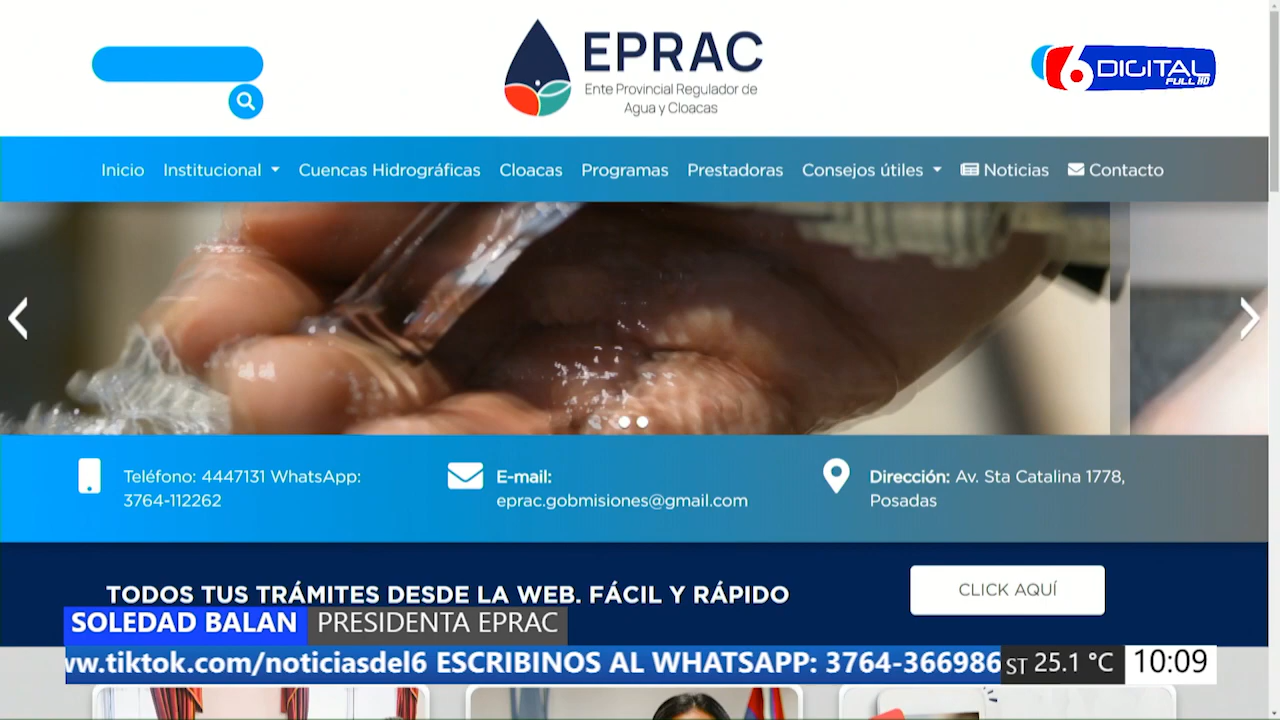 EPRAC
Ente Provincial Regulador de
Agua y Cloacas
6 DIGITAL
FULL HD
Inicio Institucional Cuencas Hidrográficas Cloacas Programas Prestadoras Consejos útiles Noticias Contacto
Teléfono: 4447131 WhatsApp:
3764-112262
E-mail:
eprac.gobmisiones@gmail.com
Dirección: Av. Sta Catalina 1778,
Posadas
TODOS TUS TRÁMITES DESDE LA WEB. FÁCIL Y RÁPIDO
CLICK AQUÍ
SOLEDAD BALAN PRESIDENTA EPRAC
ww.tiktok.com/noticiasdel6 ESCRIBINOS AL WHATSAPP: 3764-366986 ST 25.1 °C 10:09